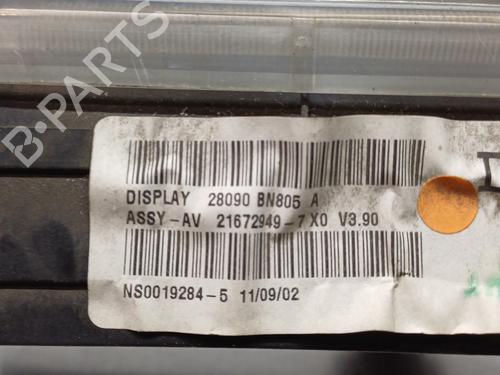 B-PARTS
DISPLAY 28090 BN805 A
ASSY-AV 21672949-7 X0 V3.90
NS0019284-5 11/09/02